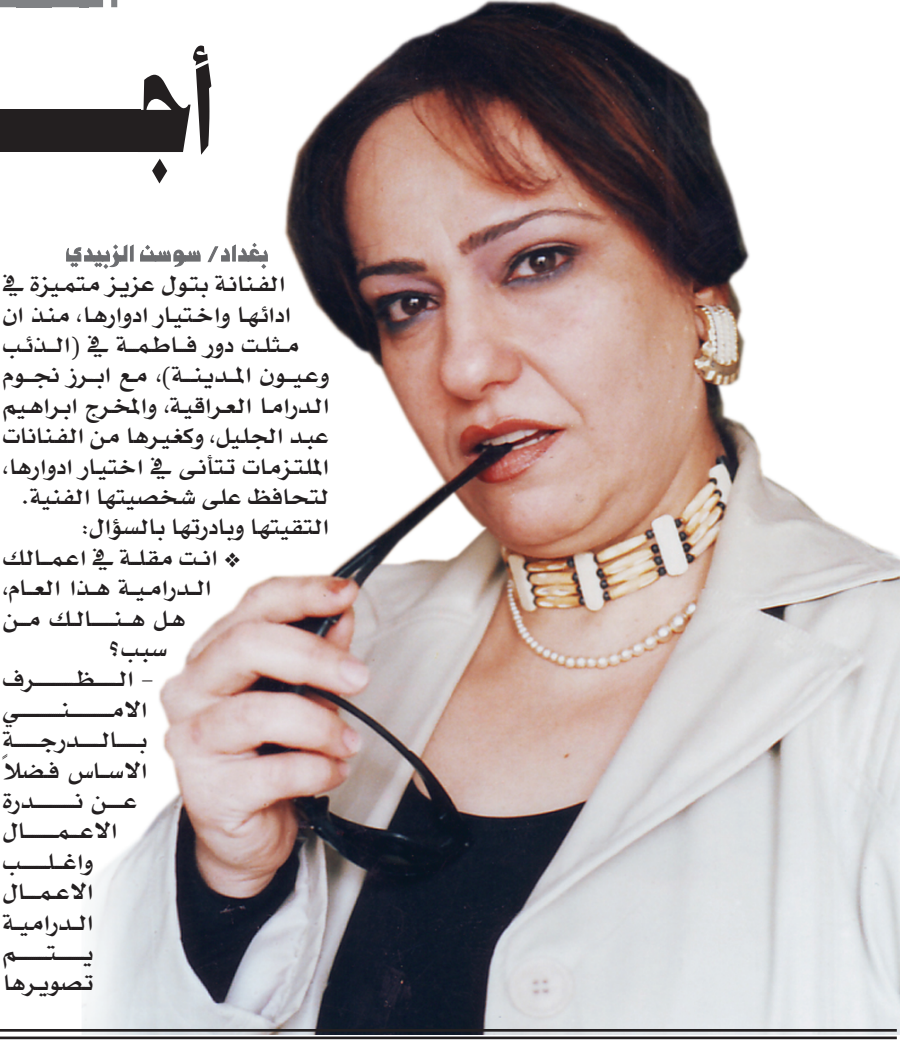 أجـ
بغداد/ سوسن الزبيدي
الفنانة بتول عزيز متميزة في
ادائها واختيار ادوارها، منذ ان
مثلت دور فاطمة في (الذئب
وعيون المدينة)، مع ابرز نجوم
الدراما العراقية، والمخرج ابراهيم
عبد الجليل، وكغيرها من الفنانات
الملتزمات تتأنى في اختيار ادوارها،
لتحافظ على شخصيتها الفنية.
التقيتها وبادرتها بالسؤال:
❖ انت مقلة في اعمالك
الدرامية هذا العام،
هل هنالك من
سبب؟
- الظرف
الامني
بالدرجة
الاساس فضلاً
عن ندرة
الاعمال
واغلب
الاعمال
الدرامية
يتم
تصويرها